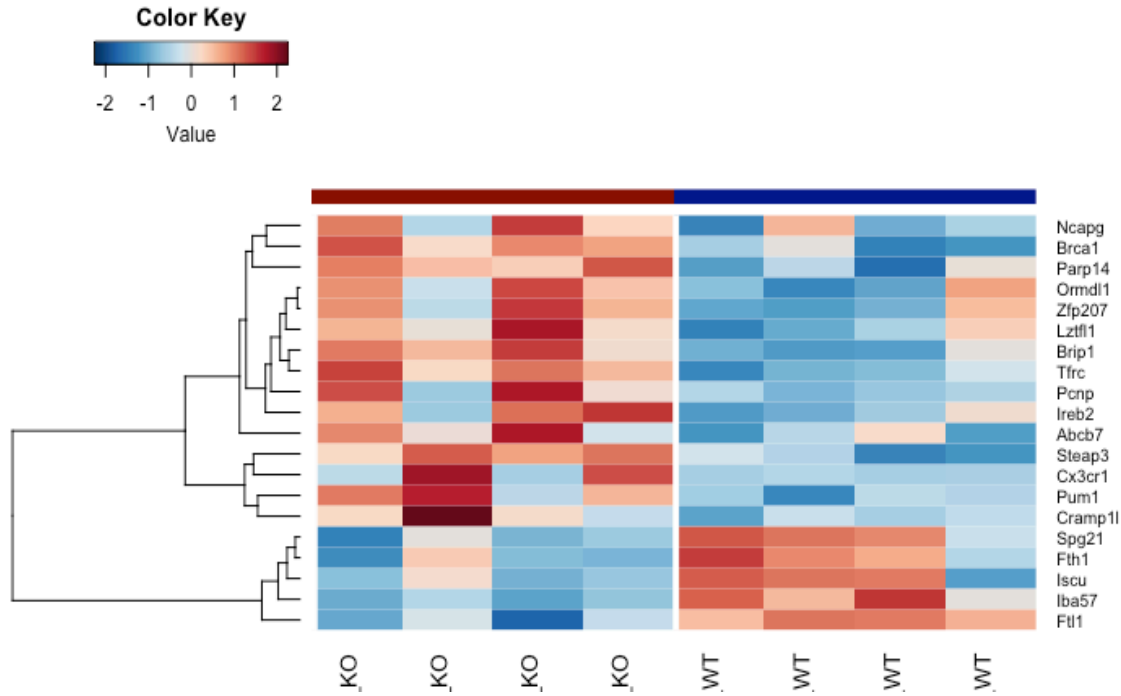 Color Key
-2 -1 0 1 2
Value
Ncapg
Brca1
Parp14
Ormdl1
Zfp207
Lztfl1
Brip1
Tfrc
Pcnp
Ireb2
Abcb7
Steap3
Cx3cr1
Pum1
Cramp1l
Spg21
Fth1
Iscu
Iba57
Ftl1
_KO _KO _KO _KO _WT _WT _WT _WT